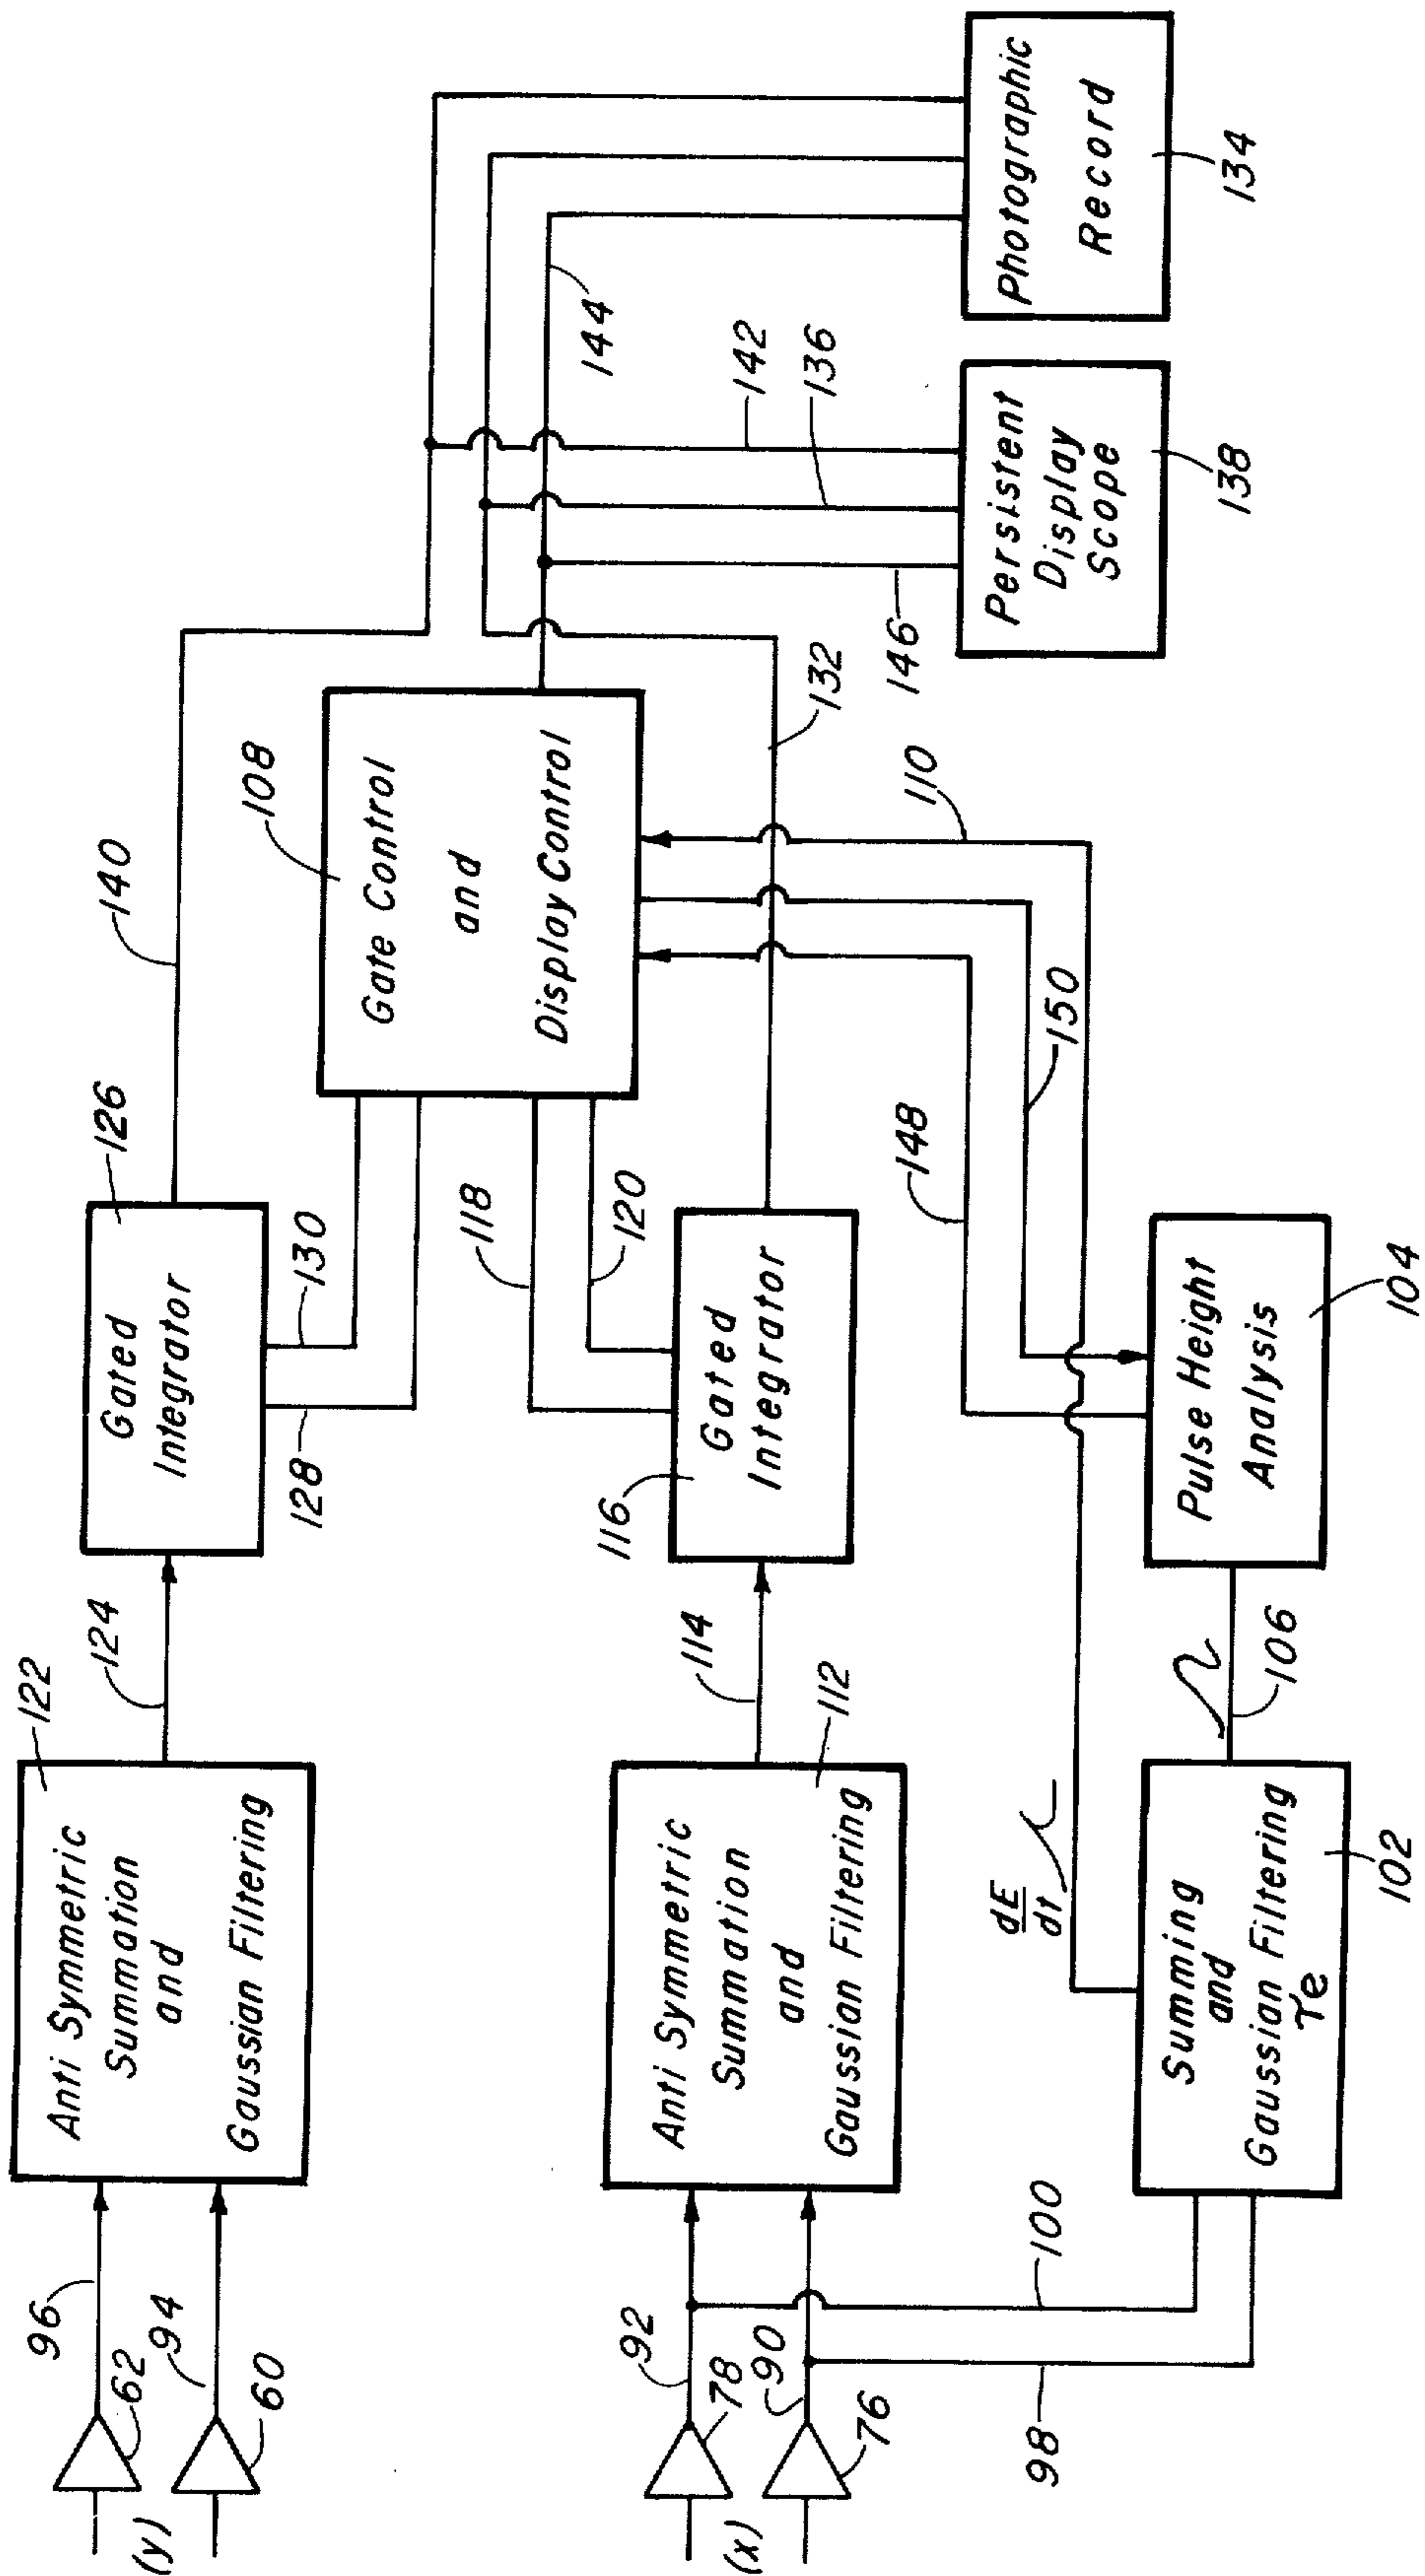 (y)
62
60
96
94
Anti Symmetric
Summation
and
Gaussian Filtering
122
124
Gated
Integrator
126
128
130
140
(x)
78
76
92
90
98
100
Anti Symmetric
Summation
and
Gaussian Filtering
112
114
Gated
Integrator
116
118
120
132
Gate Control
and
Display Control
108
Summing
and
Gaussian Filtering
τe
102
dE
dt
106
Pulse Height
Analysis
104
148
150
110
144
142
136
146
Persistent
Display
Scope
138
Photographic
Record
134